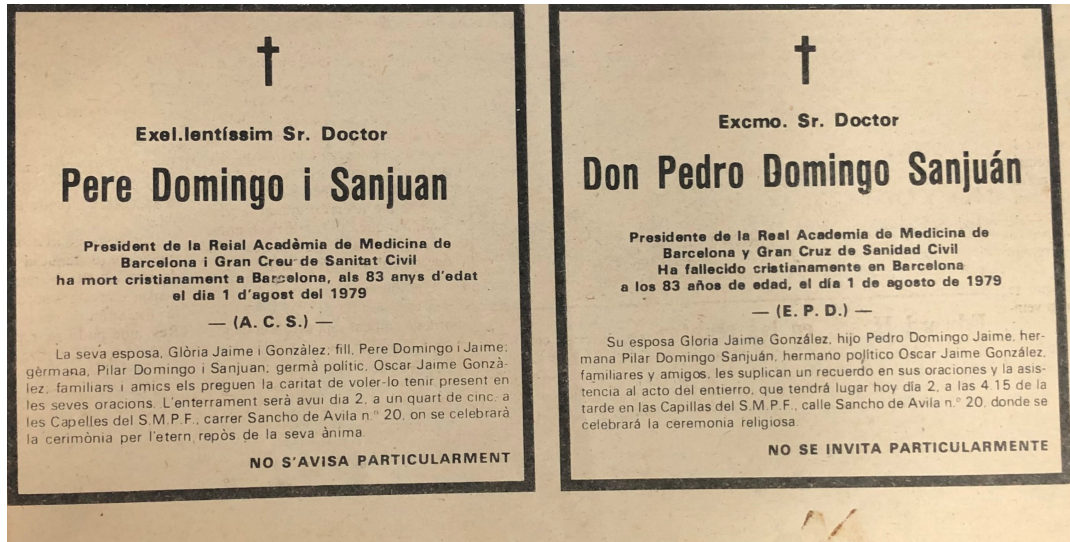 Exel.lentíssim Sr. Doctor
Pere Domingo i Sanjuan
President de la Reial Acadèmia de Medicina de
Barcelona i Gran Creu de Sanitat Civil
ha mort cristianament a Barcelona, als 83 anys d'edat
el dia 1 d'agost del 1979
— (A. C. S.) —
La seva esposa, Glòria Jaime i Gonzàlez; fill, Pere Domingo i Jaime;
gèrmana, Pilar Domingo i Sanjuan; germà politic, Oscar Jaime Gonzà-
lez, familiars i amics els preguen la caritat de voler-lo tenir present en
les seves oracions. L'enterrament serà avui dia 2, a un quart de cinc, a
les Capelles del S.M.P.F., carrer Sancho de Avila n.º 20, on se celebrarà
la cerimònia per l'etern repòs de la seva ànima.
NO S'AVISA PARTICULARMENT
Excmo. Sr. Doctor
Don Pedro Domingo Sanjuán
Presidente de la Real Academia de Medicina de
Barcelona y Gran Cruz de Sanidad Civil
Ha fallecido cristianamente en Barcelona
a los 83 años de edad, el día 1 de agosto de 1979
— (E. P. D.) —
Su esposa Gloria Jaime González, hijo Pedro Domingo Jaime, her-
mana Pilar Domingo Sanjuán, hermano político Oscar Jaime González,
familiares y amigos, les suplican un recuerdo en sus oraciones y la asis-
tencia al acto del entierro, que tendrá lugar hoy día 2, a las 4.15 de la
tarde en las Capillas del S.M.P.F., calle Sancho de Avila n.º 20, donde se
celebrará la ceremonia religiosa.
NO SE INVITA PARTICULARMENTE